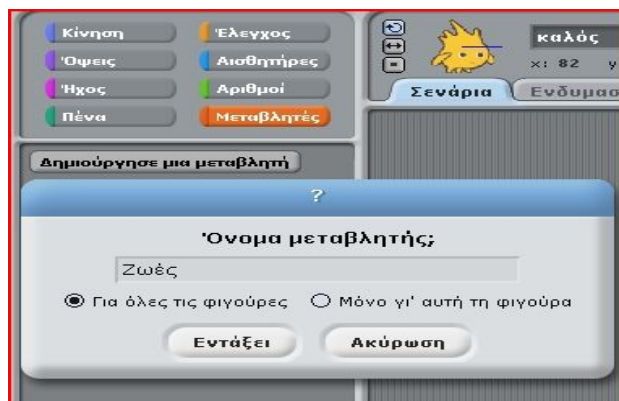 Κίνηση
Έλεγχος
Όψεις
Αισθητήρες
Ήχος
Αριθμοί
Πένα
Μεταβλητές
καλός
x: 82 y
Σενάρια
Ενδυμασ
Δημιούργησε μια μεταβλητή
?
Όνομα μεταβλητής;
Ζωές
Για όλες τις φιγούρες
Μόνο γι' αυτή τη φιγούρα
Εντάξει
Ακύρωση